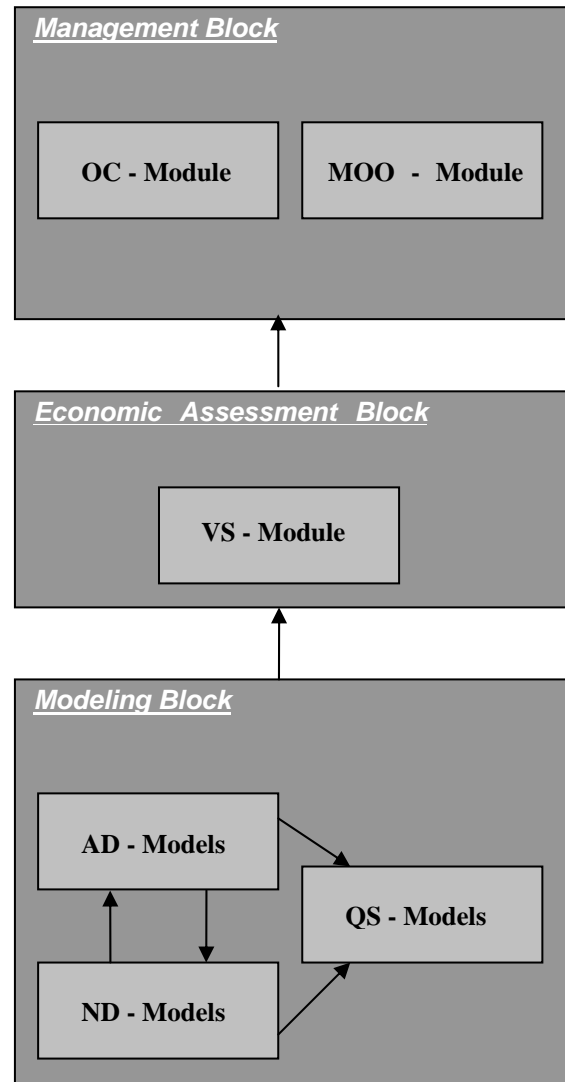 Management Block
OC - Module
MOO - Module
Economic Assessment Block
VS - Module
Modeling Block
AD - Models
QS - Models
ND - Models